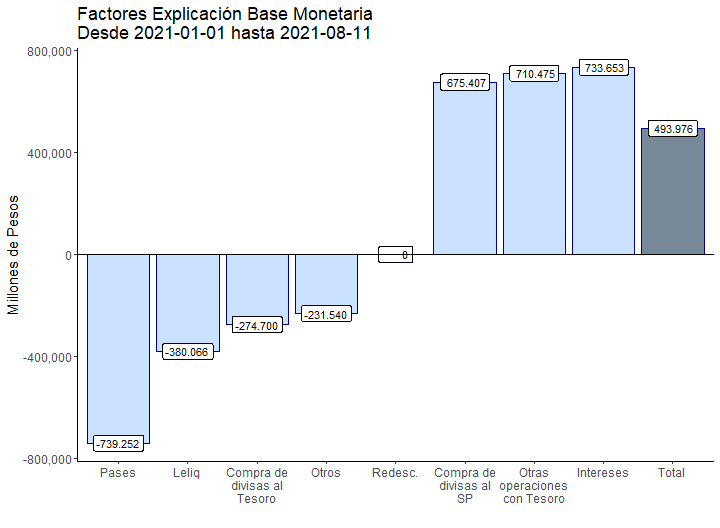 Factores Explicación Base Monetaria
Desde 2021-01-01 hasta 2021-08-11
Millones de Pesos
800,000
400,000
0
-400,000
-800,000
-739.252
-380.066
-274.700
-231.540
0
675.407
710.475
733.653
493.976
Pases
Leliq
Compra de
divisas al
Tesoro
Otros
Redesc.
Compra de
divisas al
SP
Otras
operaciones
con Tesoro
Intereses
Total